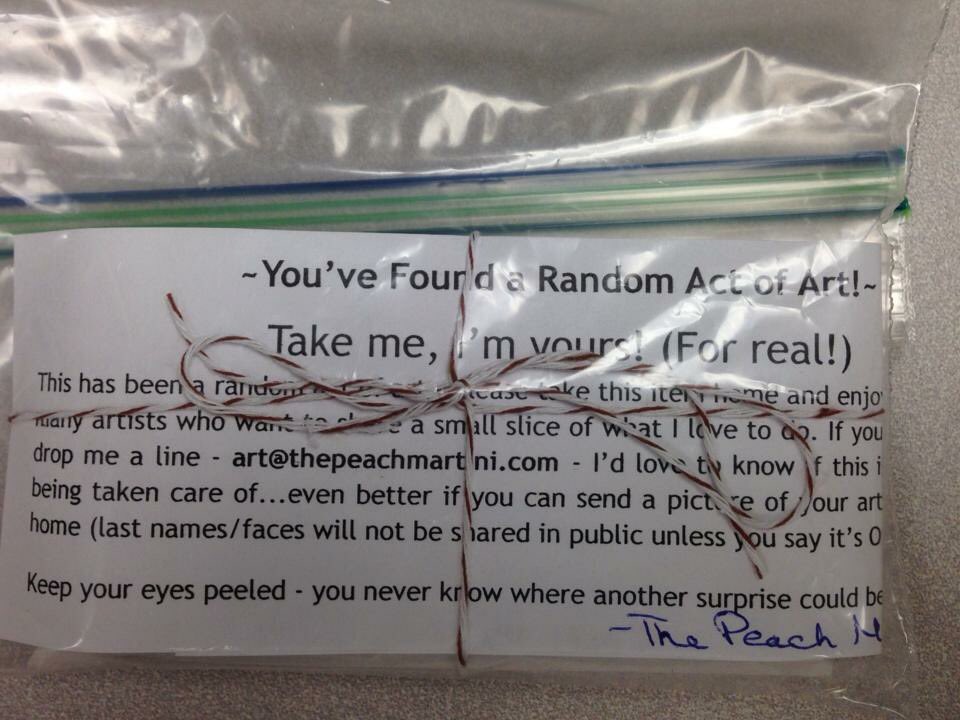 ~You've Found a Random Act of Art!~
Take me, I'm yours! (For real!)
This has been a random take this item home and enjo
many artists who want to share a small slice of what I love to do. If you
drop me a line - art@thepeachmartini.com - I'd love to know if this i
being taken care of...even better if you can send a picture of your art
home (last names/faces will not be shared in public unless you say it's O
Keep your eyes peeled - you never know where another surprise could be
~The Peach M